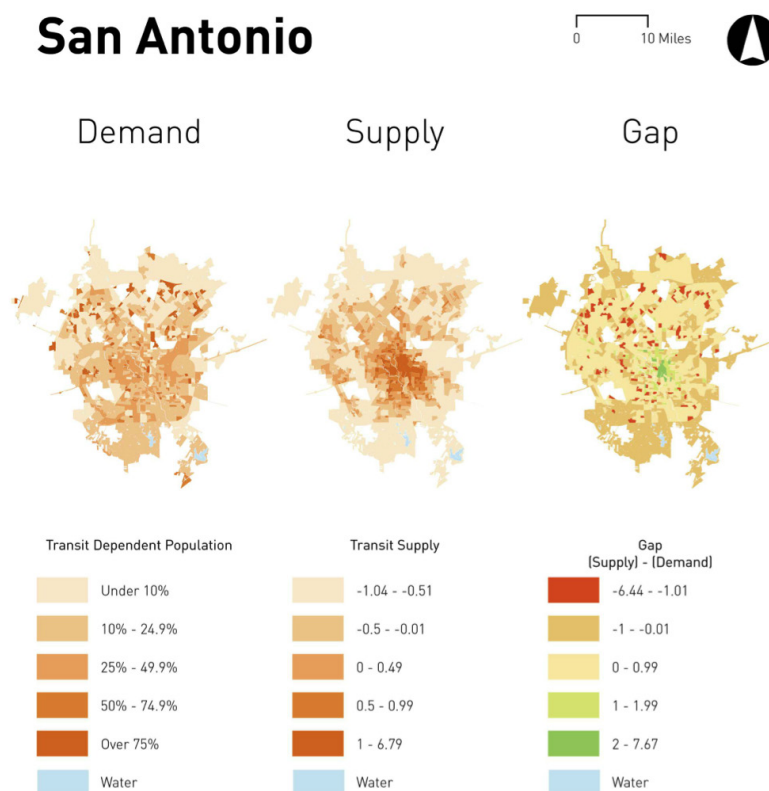 San Antonio
0 10 Miles
Demand
Supply
Gap
Transit Dependent Population
Under 10%
10% - 24.9%
25% - 49.9%
50% - 74.9%
Over 75%
Water
Transit Supply
-1.04 - -0.51
-0.5 - -0.01
0 - 0.49
0.5 - 0.99
1 - 6.79
Water
Gap
(Supply) - (Demand)
-6.44 - -1.01
-1 - -0.01
0 - 0.99
1 - 1.99
2 - 7.67
Water